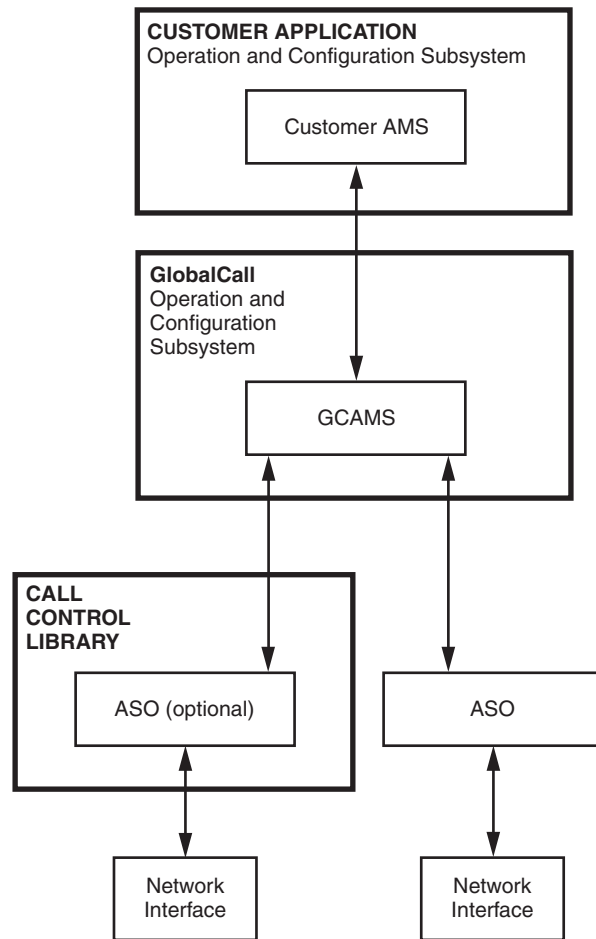 CUSTOMER APPLICATION
Operation and Configuration Subsystem
Customer AMS
GlobalCall
Operation and
Configuration
Subsystem
GCAMS
CALL
CONTROL
LIBRARY
ASO (optional)
ASO
Network
Interface
Network
Interface